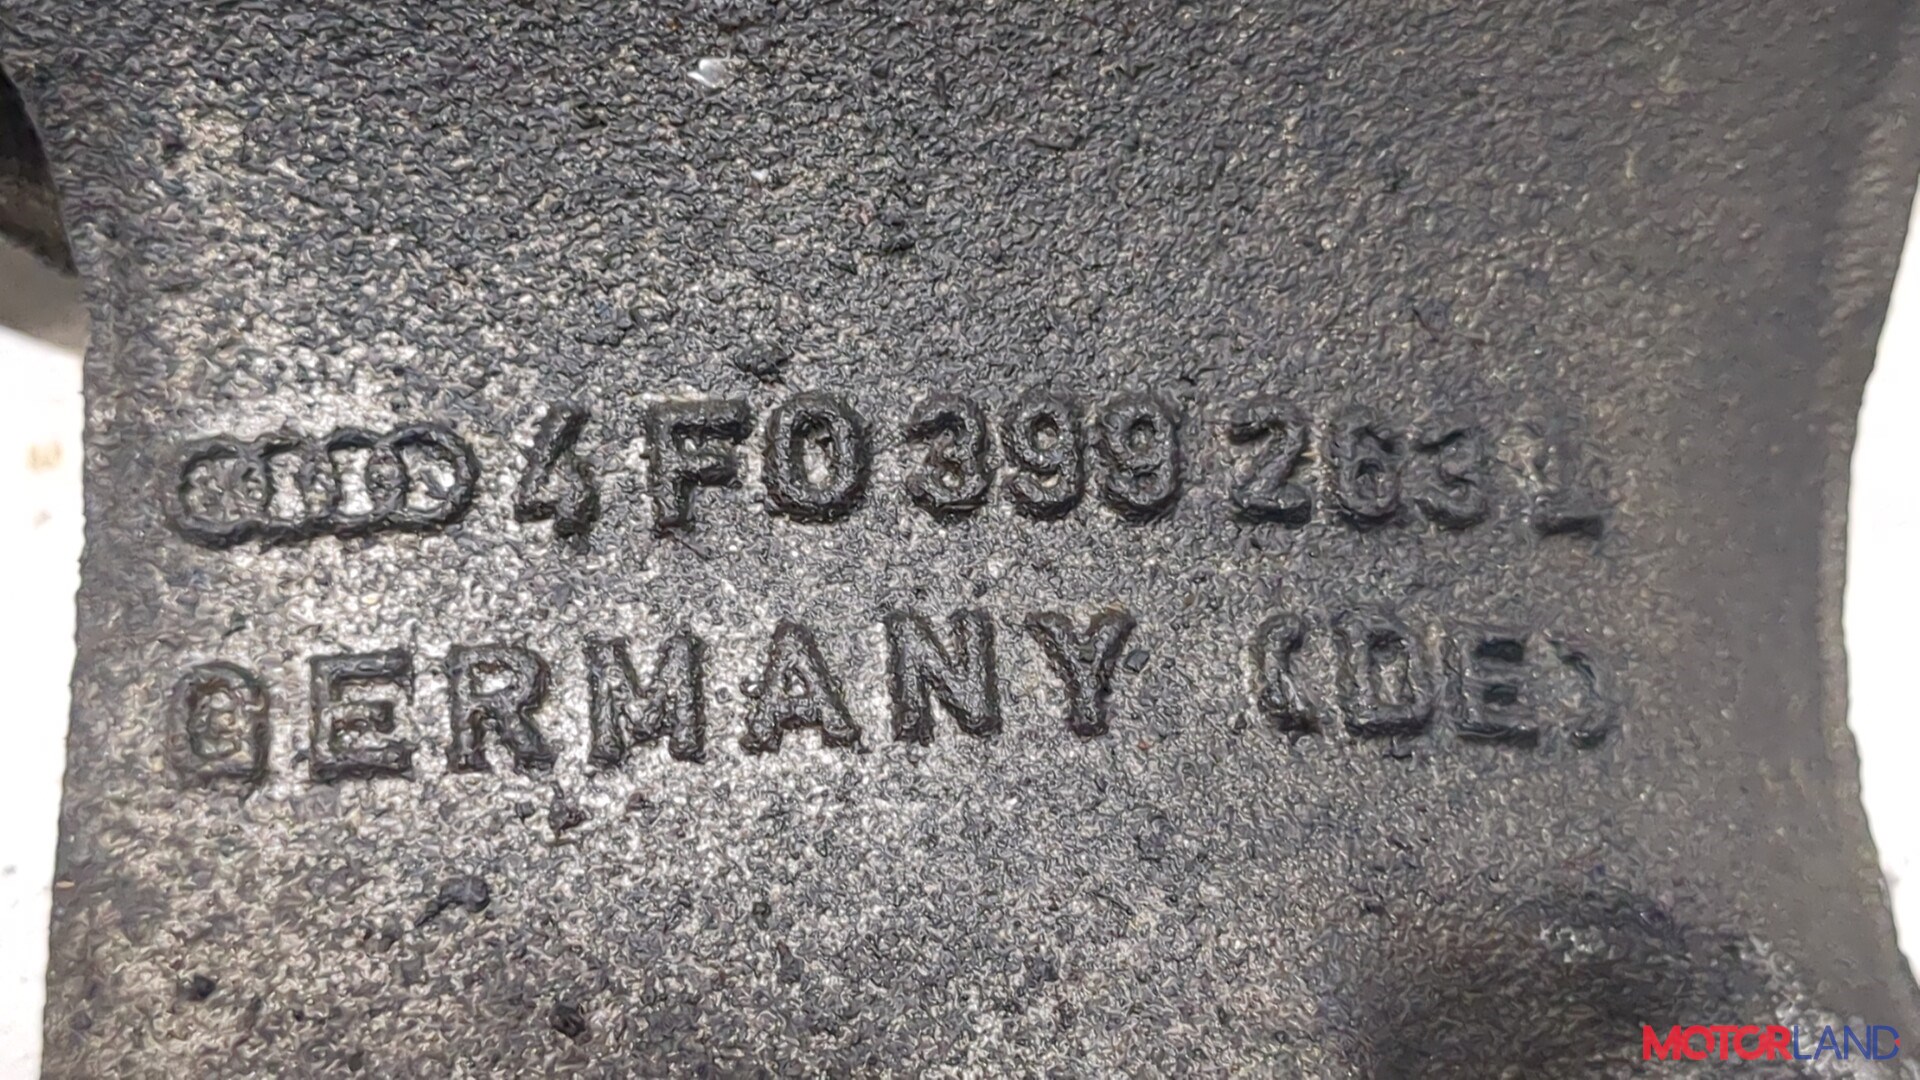 4F0 399 263 L
GERMANY (DE)
MOTORLAND